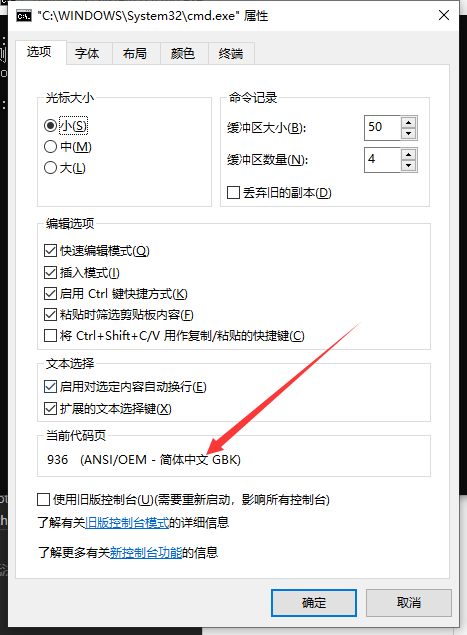 "C:\WINDOWS\System32\cmd.exe" 属性
选项 字体 布局 颜色 终端
光标大小
小(S)
中(M)
大(L)
命令记录
缓冲区大小(B): 50
缓冲区数量(N): 4
丢弃旧的副本(D)
编辑选项
快速编辑模式(Q)
插入模式(I)
启用 Ctrl 键快捷方式(K)
粘贴时筛选剪贴板内容(F)
将 Ctrl+Shift+C/V 用作复制/粘贴的快捷键(C)
文本选择
启用对选定内容自动换行(E)
扩展的文本选择键(X)
当前代码页
936 (ANSI/OEM - 简体中文 GBK)
使用旧版控制台(U)(需要重新启动，影响所有控制台)
了解有关旧版控制台模式的详细信息
了解更多有关新控制台功能的信息
确定 取消